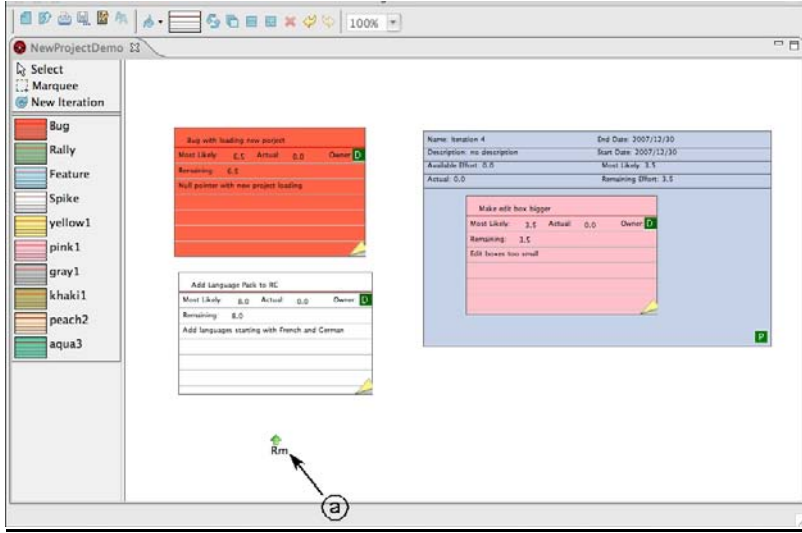 100%
NewProjectDemo
Select
Marquee
New Iteration
Bug
Rally
Feature
Spike
yellow1
pink1
gray1
khaki1
peach2
aqua3
Bug with loading new porject
Most Likely: 6.5 Actual: 0.0 Owner: D
Remaining: 6.5
Null pointer with new project loading
Add Language Pack to RC
Most Likely: 8.0 Actual: 0.0 Owner: D
Remaining: 8.0
Add languages starting with French and German
Name: Iteration 4 End Date: 2007/12/30
Description: no description Start Date: 2007/12/30
Available Effort: 0.0 Most Likely: 3.5
Actual: 0.0 Remaining Effort: 3.5
Make edit box bigger
Most Likely: 3.5 Actual: 0.0 Owner: D
Remaining: 3.5
Edit boxes too small
P
Rm
a